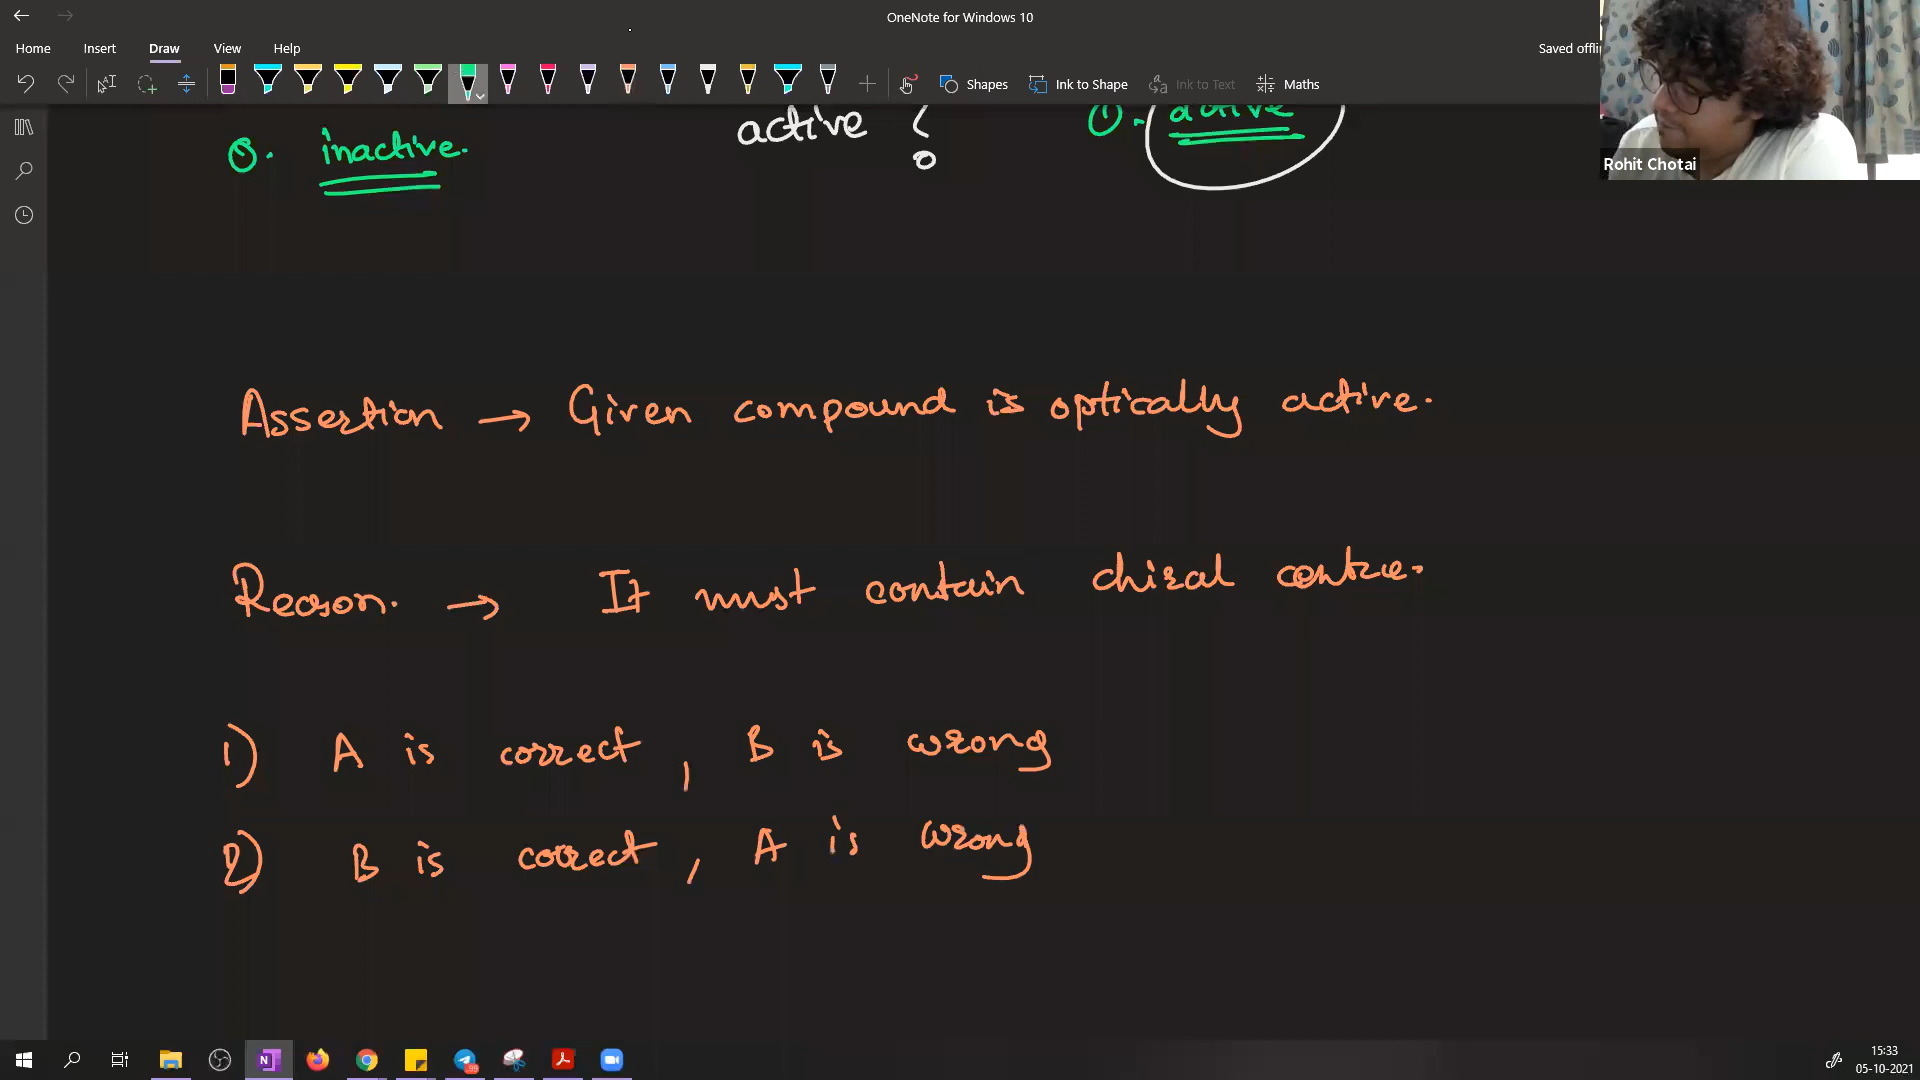 OneNote for Windows 10
Home Insert Draw View Help
Saved offli
Shapes Ink to Shape Ink to Text Maths
active
O. inactive.
active
O.
Rohit Chotai
Assertion → Given compound is optically active.
Reason. → It must contain chiral centre.
1) A is correct, B is wrong
2) B is correct, A is wrong
15:33
05-10-2021